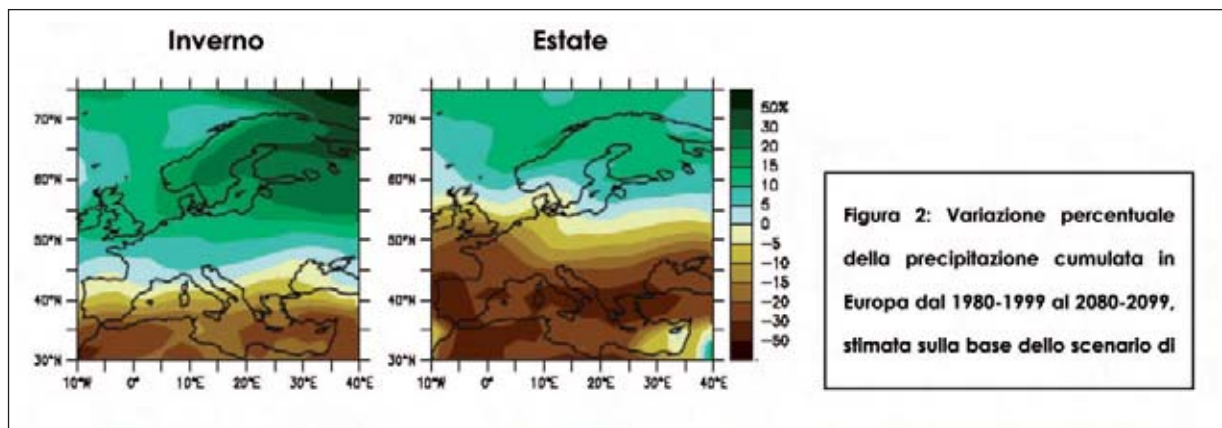 Inverno
Estate
70°N
60°N
50°N
40°N
30°N
10°W 0° 10°E 20°E 30°E 40°E
70°N
60°N
50°N
40°N
30°N
10°W 0° 10°E 20°E 30°E 40°E
50%
30
20
15
10
5
0
-5
-10
-15
-20
-30
-50
Figura 2: Variazione percentuale
della precipitazione cumulata in
Europa dal 1980-1999 al 2080-2099,
stimata sulla base dello scenario di